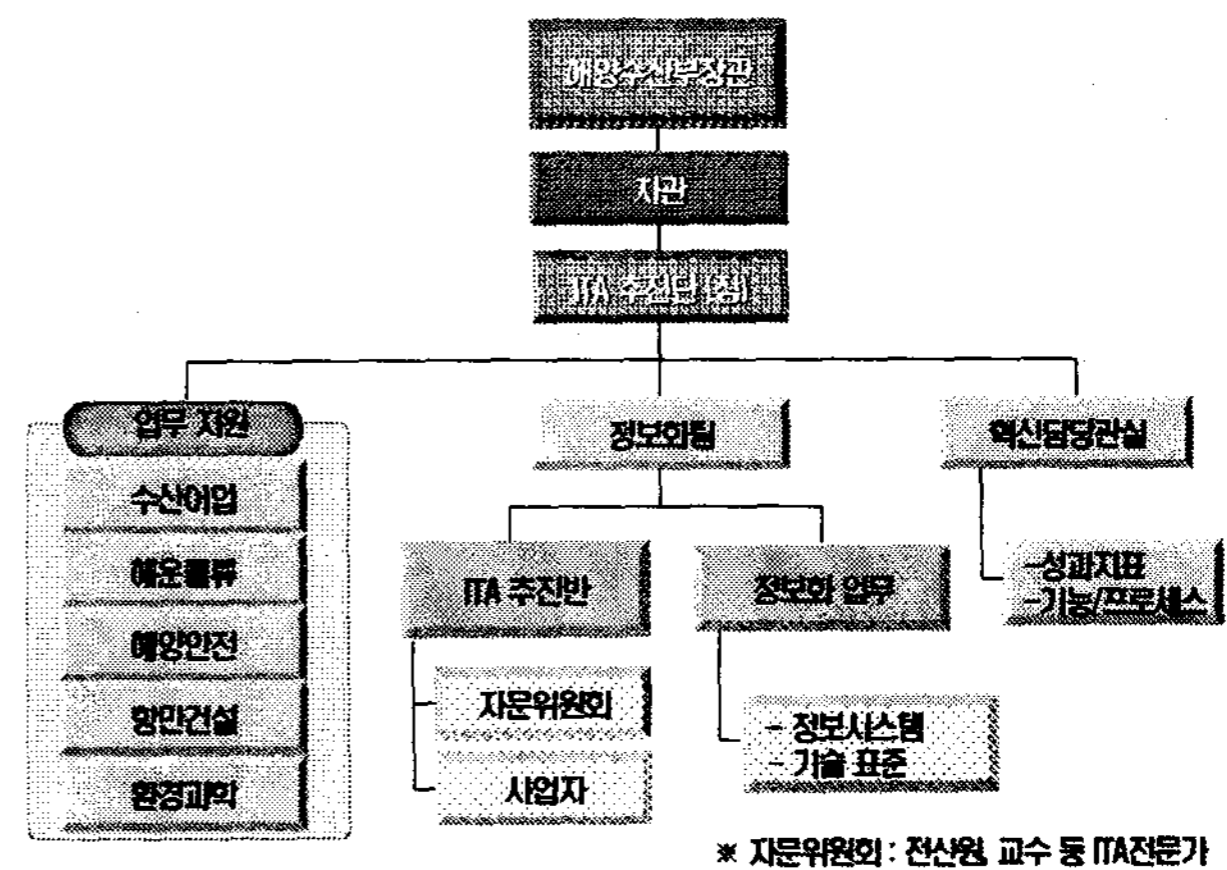 해양수산부장관
차관
ITA 추진단 (장)
업무 지원
수산어업
해운물류
해양안전
항만건설
환경과학
정보화팀
혁신담당관실
ITA 추진반
정보화 업무
-성과지표
-기능/프로세스
자문위원회
사업자
- 정보시스템
- 기술 표준
※ 자문위원회 : 전산원, 교수 등 ITA전문가